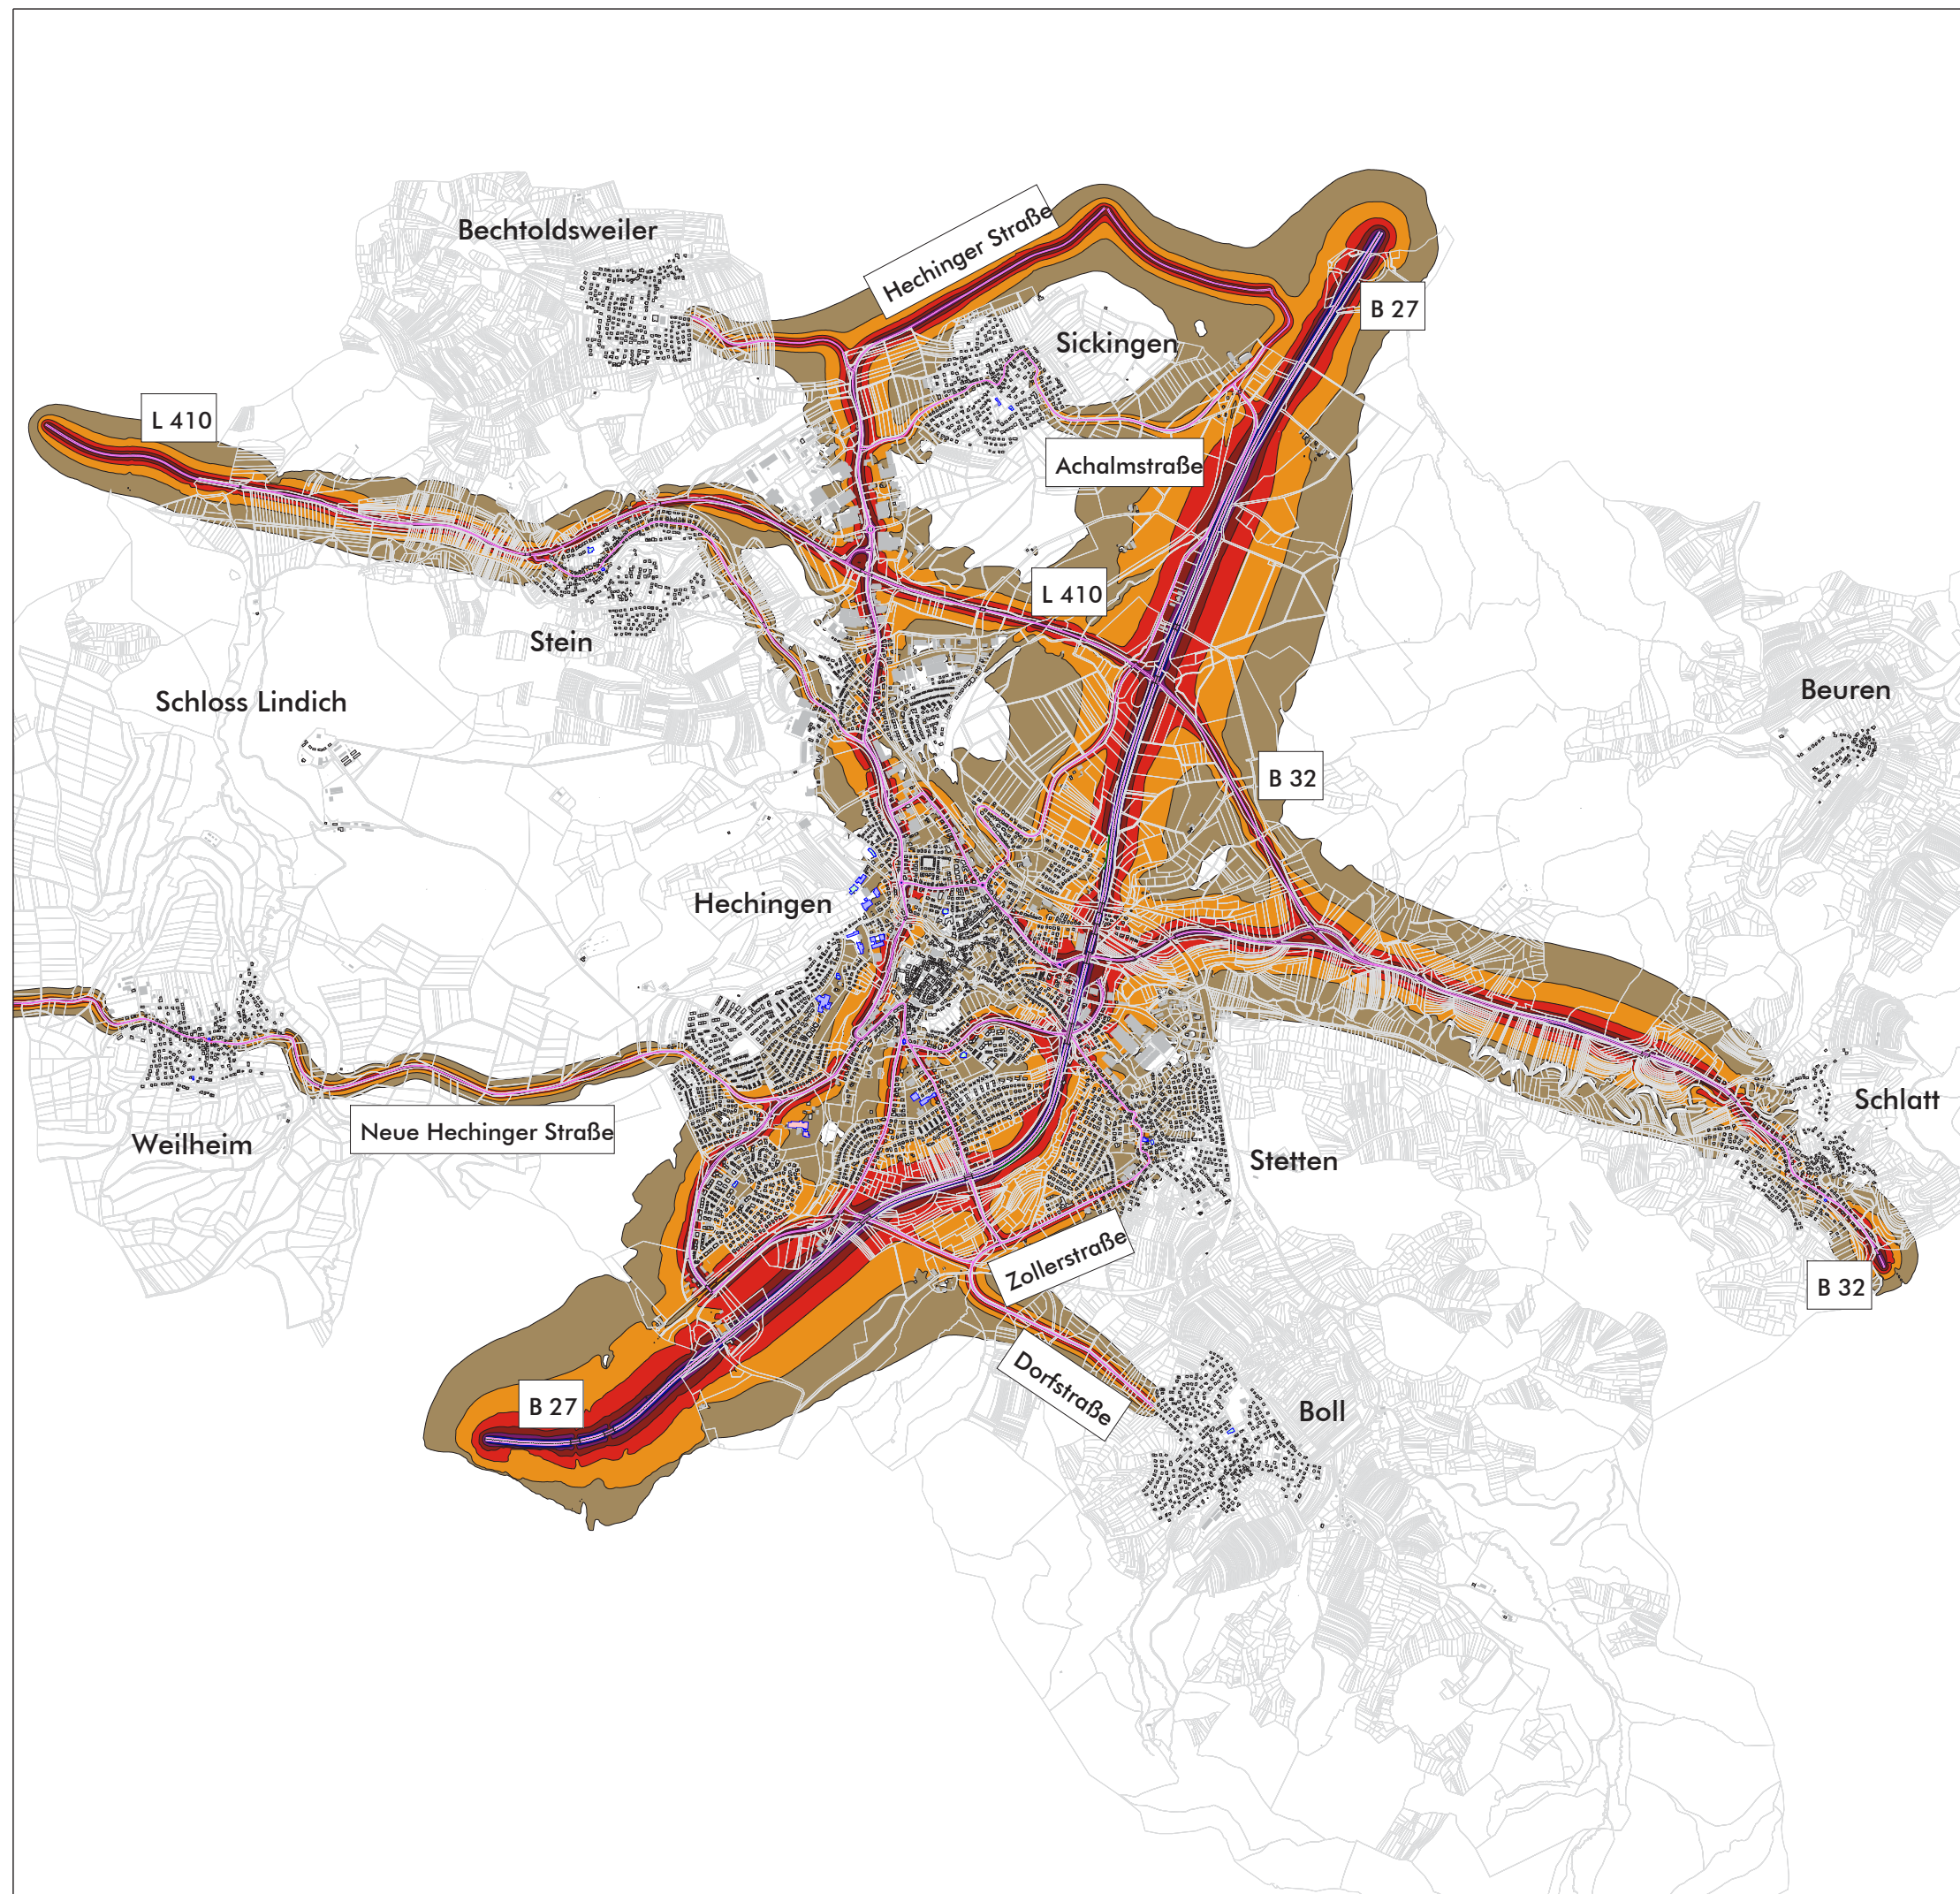 Bechtoldsweiler
Hechinger Straße
B 27
Sickingen
L 410
Achalmstraße
L 410
Stein
Beuren
Schloss Lindich
B 32
Hechingen
Schlatt
Neue Hechinger Straße
Weilheim
Stetten
Zollerstraße
B 32
Dorfstraße
B 27
Boll